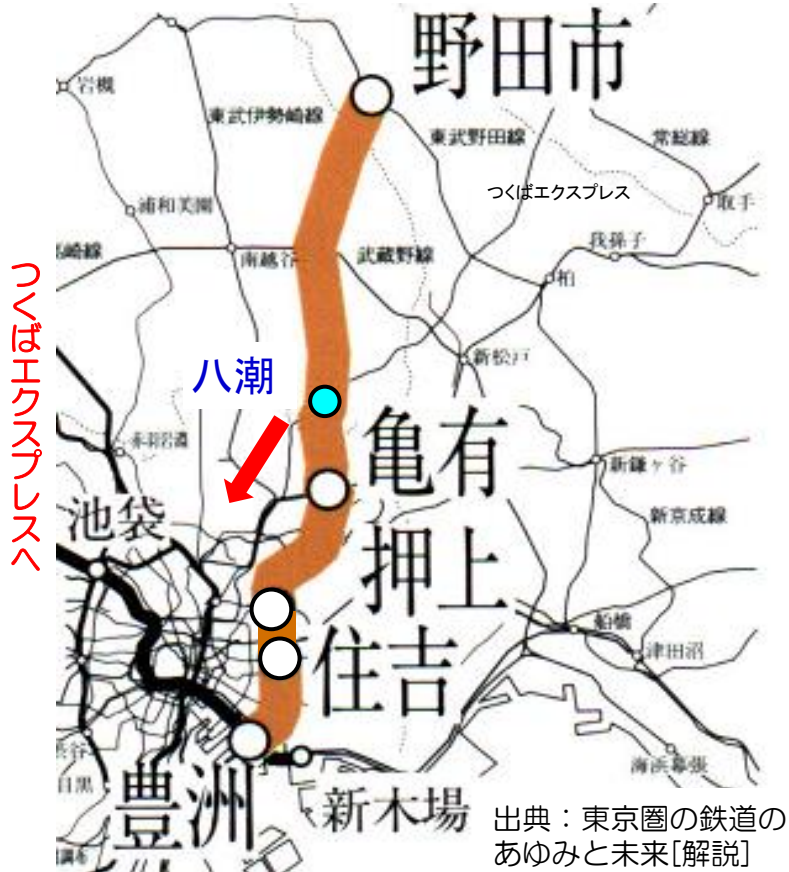 野田市
岩槻
東武伊勢崎線
東武野田線
常総線
つくばエクスプレス
取手
浦和美園
我孫子
南越谷
武蔵野線
柏
つくばエクスプレスへ
新松戸
八潮
亀有
赤羽岩淵
新鎌ヶ谷
池袋
新京成線
押上
船橋
住吉
津田沼
海浜幕張
目黒
豊洲
新木場
出典：東京圏の鉄道の
あゆみと未来[解説]